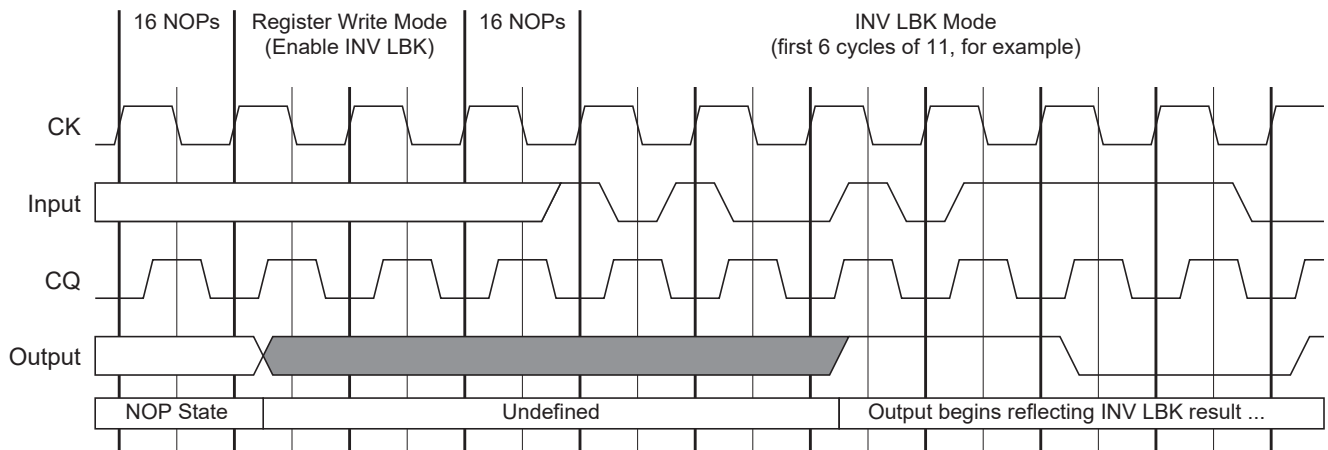 16 NOPs
Register Write Mode
(Enable INV LBK)
16 NOPs
INV LBK Mode
(first 6 cycles of 11, for example)
CK
Input
CQ
Output
NOP State
Undefined
Output begins reflecting INV LBK result ...